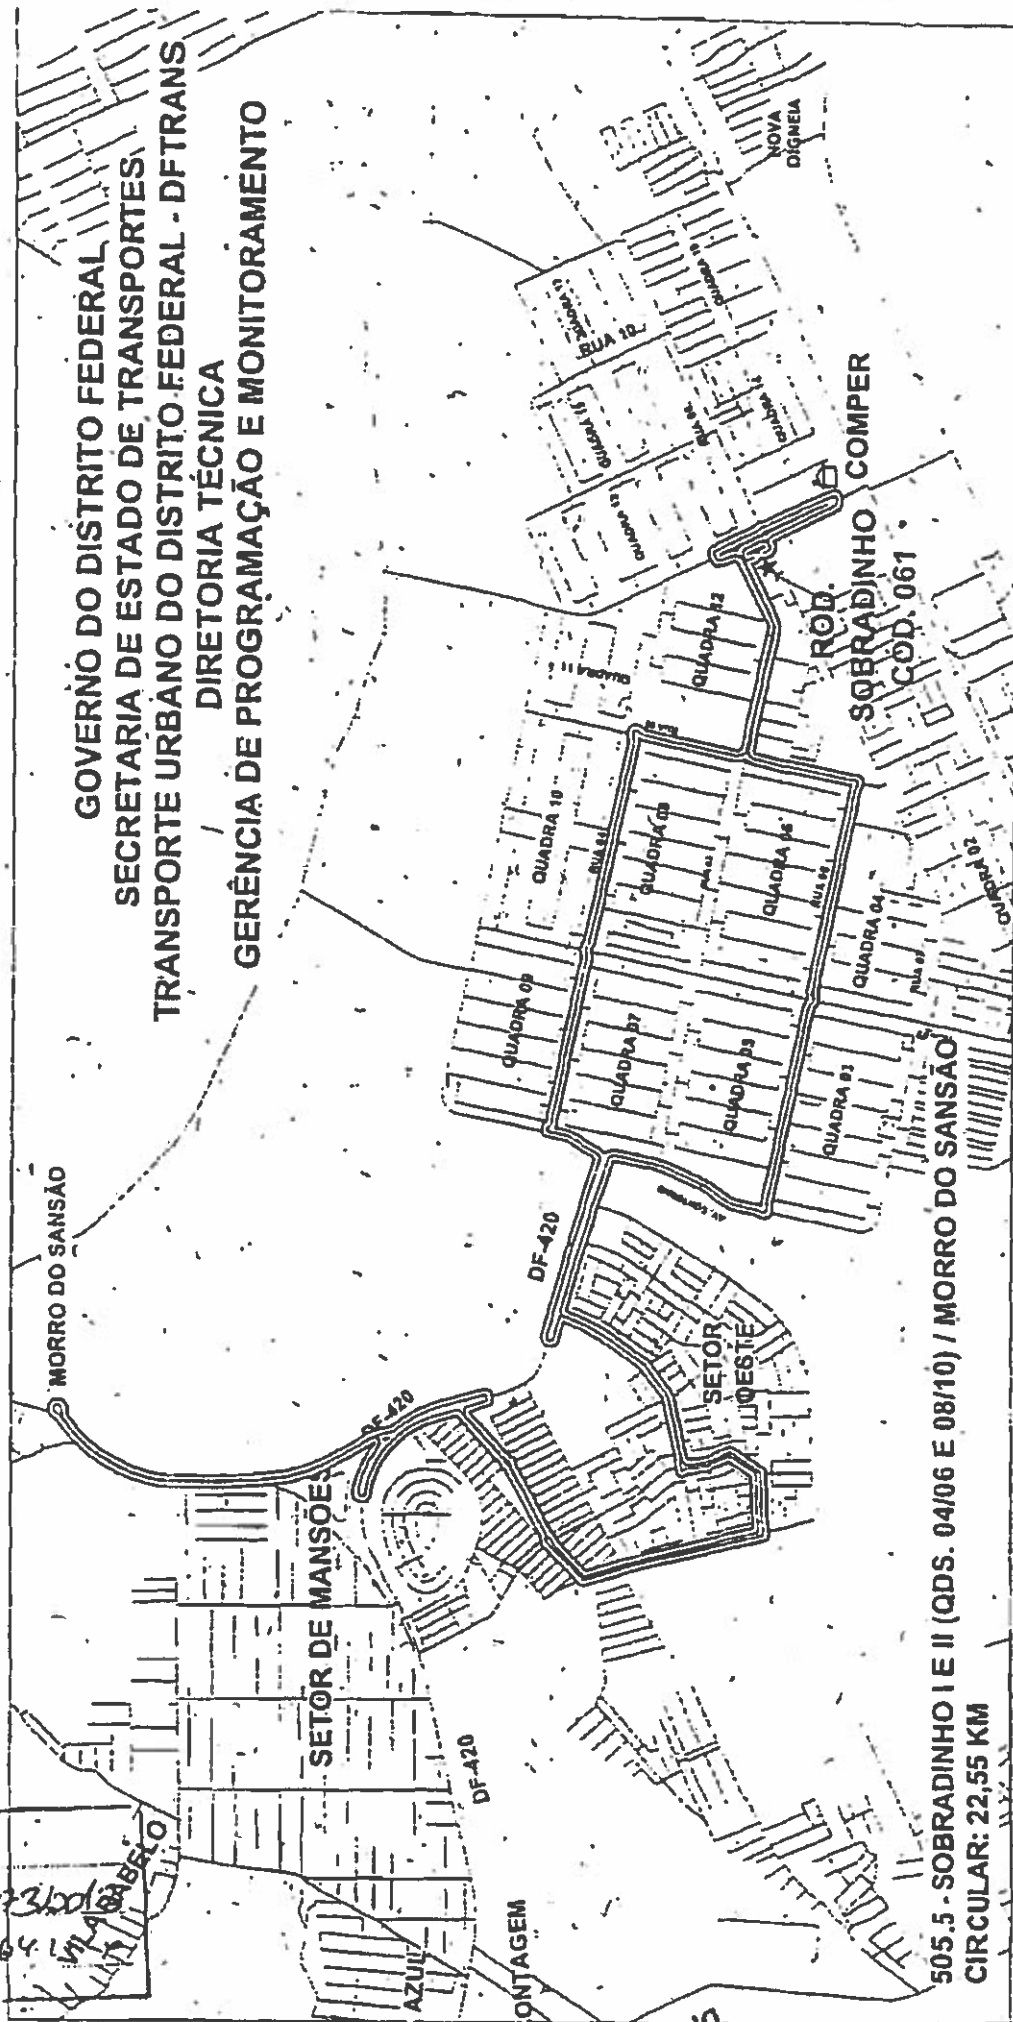 GOVERNO DO DISTRITO FEDERAL
SECRETARIA DE ESTADO DE TRANSPORTES
TRANSPORTE URBANO DO DISTRITO FEDERAL - DFTRANS
DIRETORIA TÉCNICA
GERÊNCIA DE PROGRAMAÇÃO E MONITORAMENTO
MORRO DO SANSÃO
NOVA
DIGNEIA
RUA 10
QUADRA 12
QUADRA 10
QUADRA 11
QUADRA 08
QUADRA 06
QUADRA 09
QUADRA 07
QUADRA 05
QUADRA 04
QUADRA 03
QUADRA 02
COMPER
ROD.
SOBRADINHO
COD. 061
DF-420
DF-420
SETOR
OESTE
SETOR DE MANSÕES
DF-420
AZUL
ONTAGEM
505.5 - SOBRADINHO I E II (QDS. 04/06 E 08/10) / MORRO DO SANSÃO
CIRCULAR: 22,55 KM